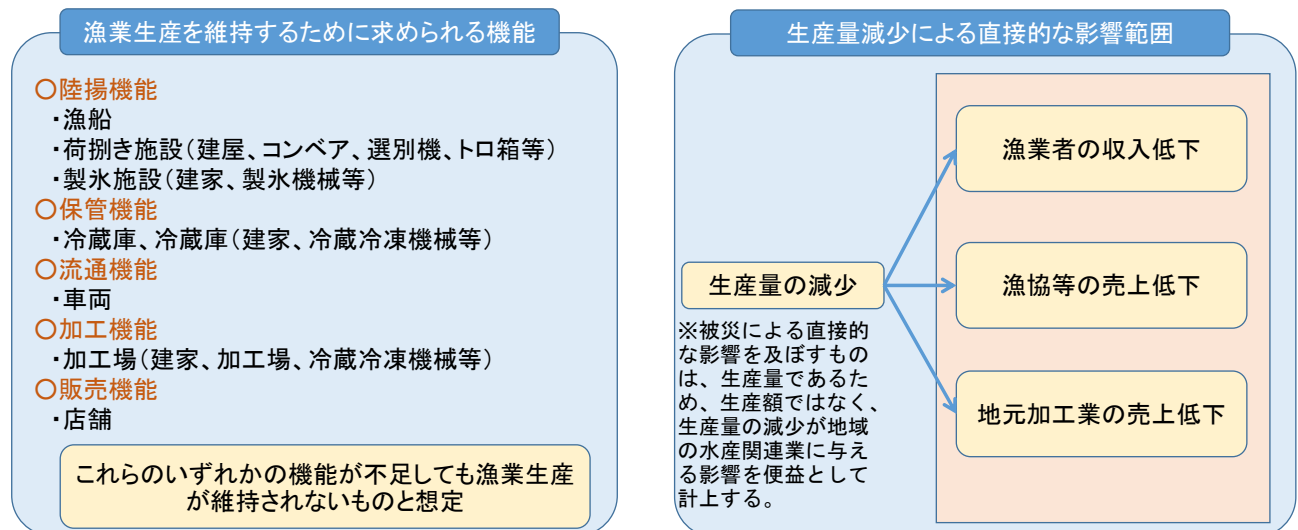 漁業生産を維持するために求められる機能
〇陸揚機能
・漁船
・荷捌き施設(建屋、コンベア、選別機、トロ箱等)
・製氷施設(建家、製氷機械等)
〇保管機能
・冷蔵庫、冷蔵庫(建家、冷蔵冷凍機械等)
〇流通機能
・車両
〇加工機能
・加工場(建家、加工場、冷蔵冷凍機械等)
〇販売機能
・店舗
これらのいずれかの機能が不足しても漁業生産
が維持されないものと想定
生産量減少による直接的な影響範囲
生産量の減少
※被災による直接的
な影響を及ぼすもの
は、生産量であるた
め、生産額ではなく、
生産量の減少が地域
の水産関連業に与え
る影響を便益として
計上する。
漁業者の収入低下
漁協等の売上低下
地元加工業の売上低下